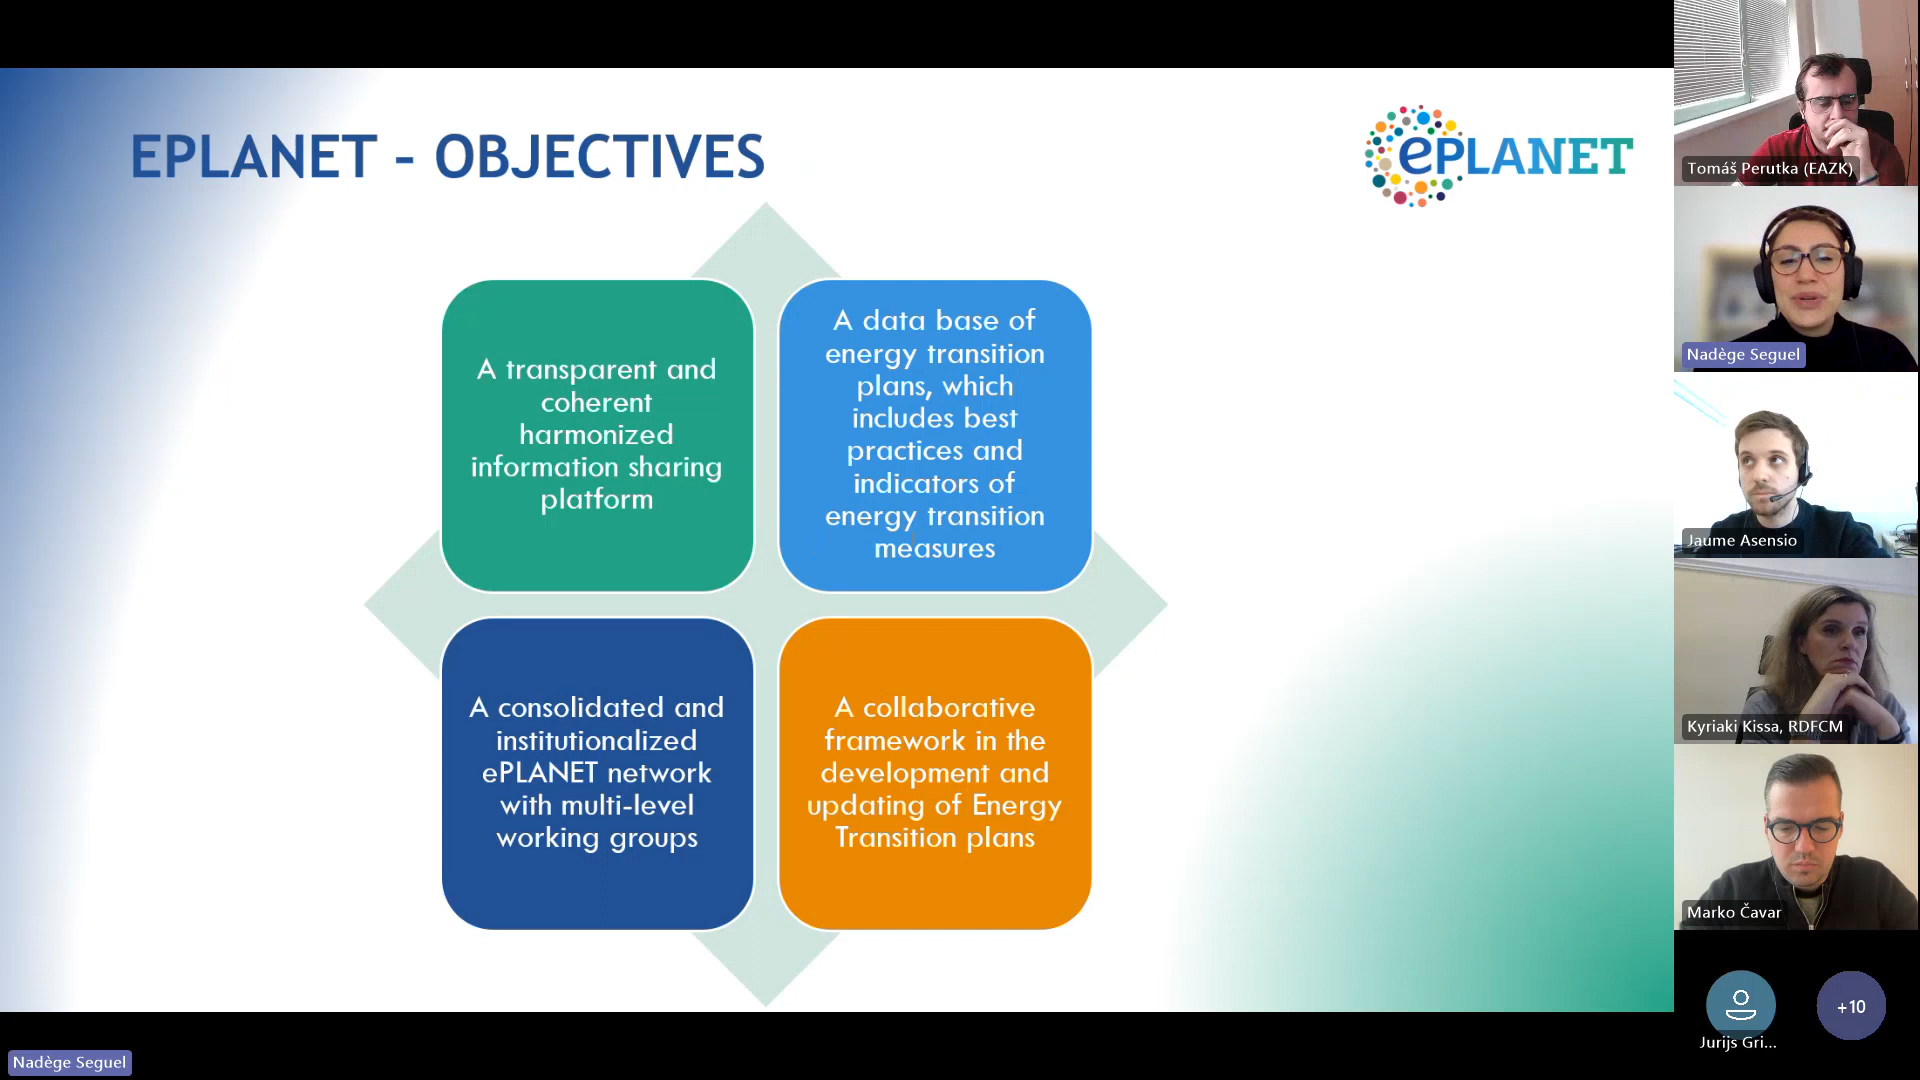 EPLANET - OBJECTIVES
ePLANET
A transparent and
coherent
harmonized
information sharing
platform
A data base of
energy transition
plans, which
includes best
practices and
indicators of
energy transition
measures
A consolidated and
institutionalized
ePLANET network
with multi-level
working groups
A collaborative
framework in the
development and
updating of Energy
Transition plans
Tomáš Perutka (EAZK)
Nadège Seguel
Jaume Asensio
Kyriaki Kissa, RDFCM
Marko Čavar
Jurijs Gri...
+10
Nadège Seguel